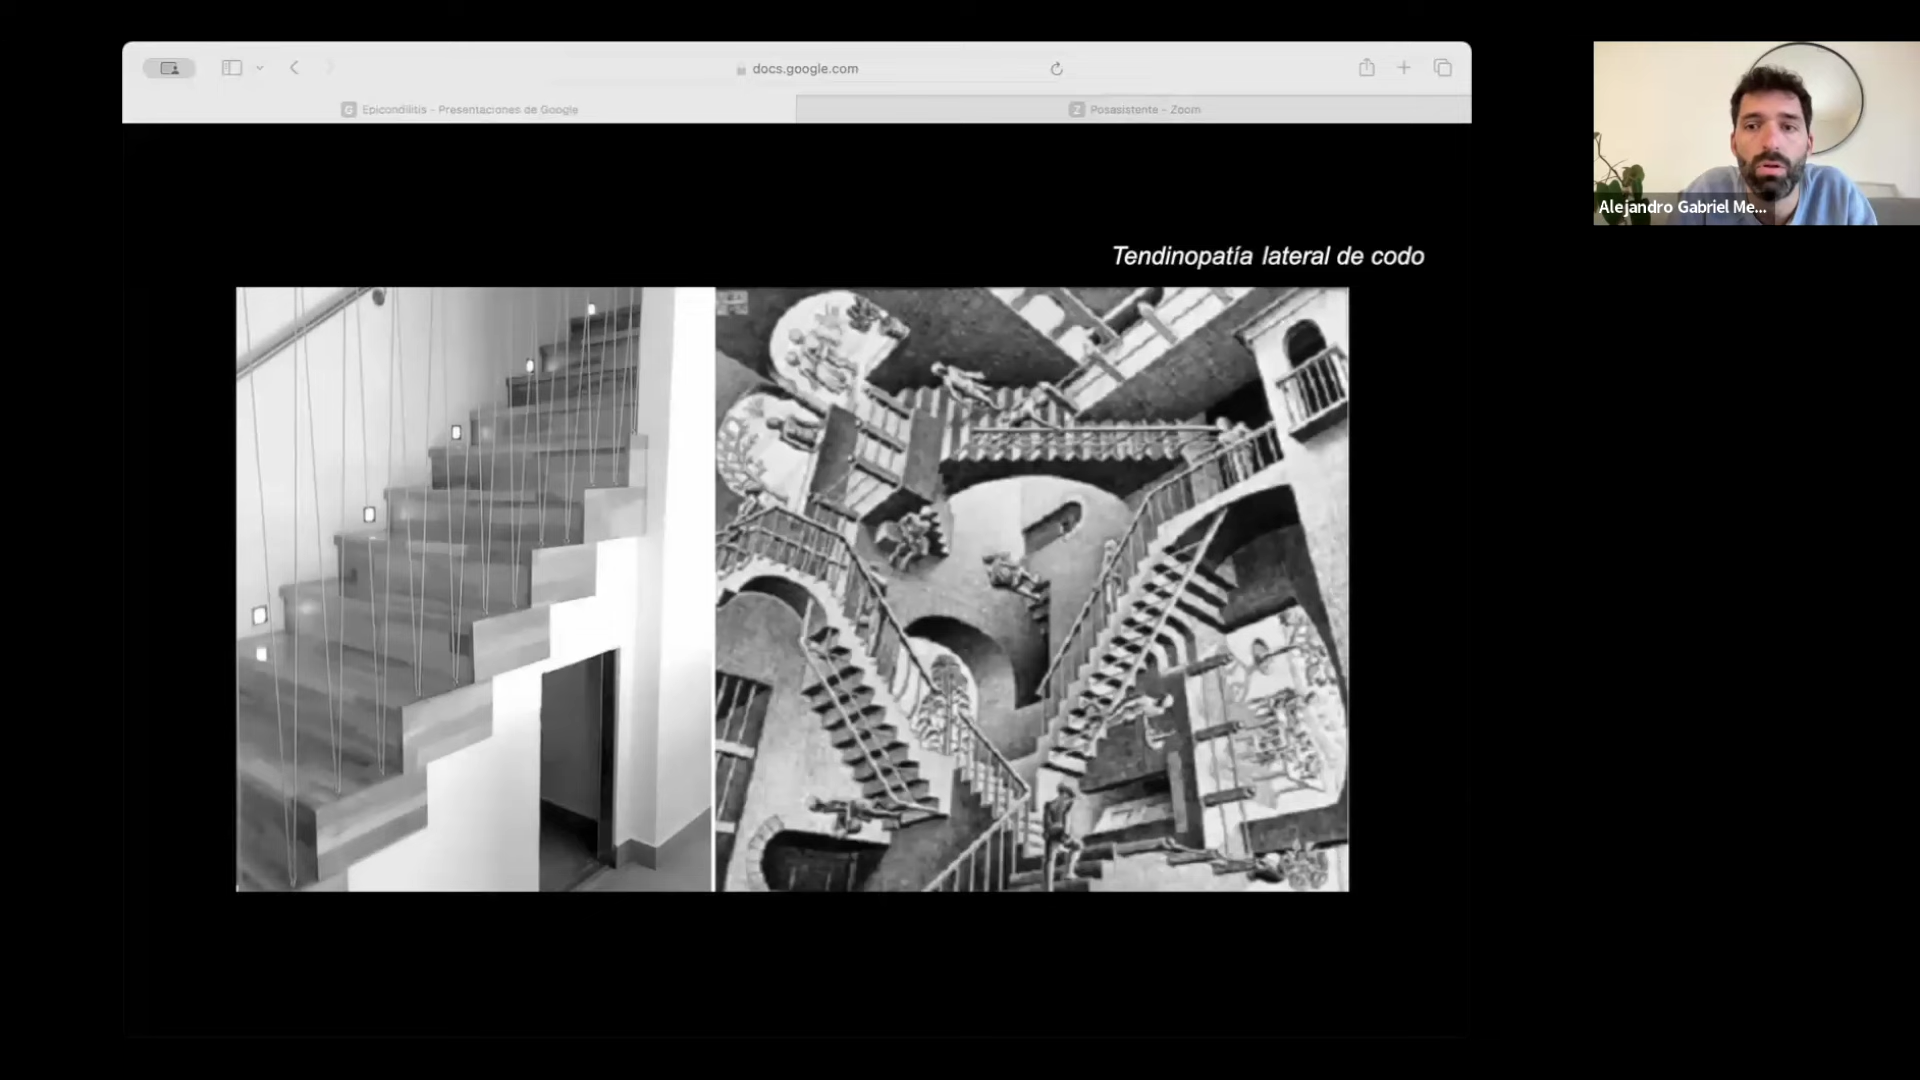 docs.google.com
Epicondilitis - Presentaciones de Google
Posasistente - Zoom
Alejandro Gabriel Me...
Tendinopatía lateral de codo